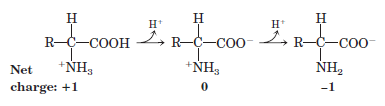 H H⁺ H H⁺ H
R–C–COOH R–C–COO⁻ R–C–COO⁻
Net ⁺NH₃ ⁺NH₃ NH₂
charge: +1 0 –1